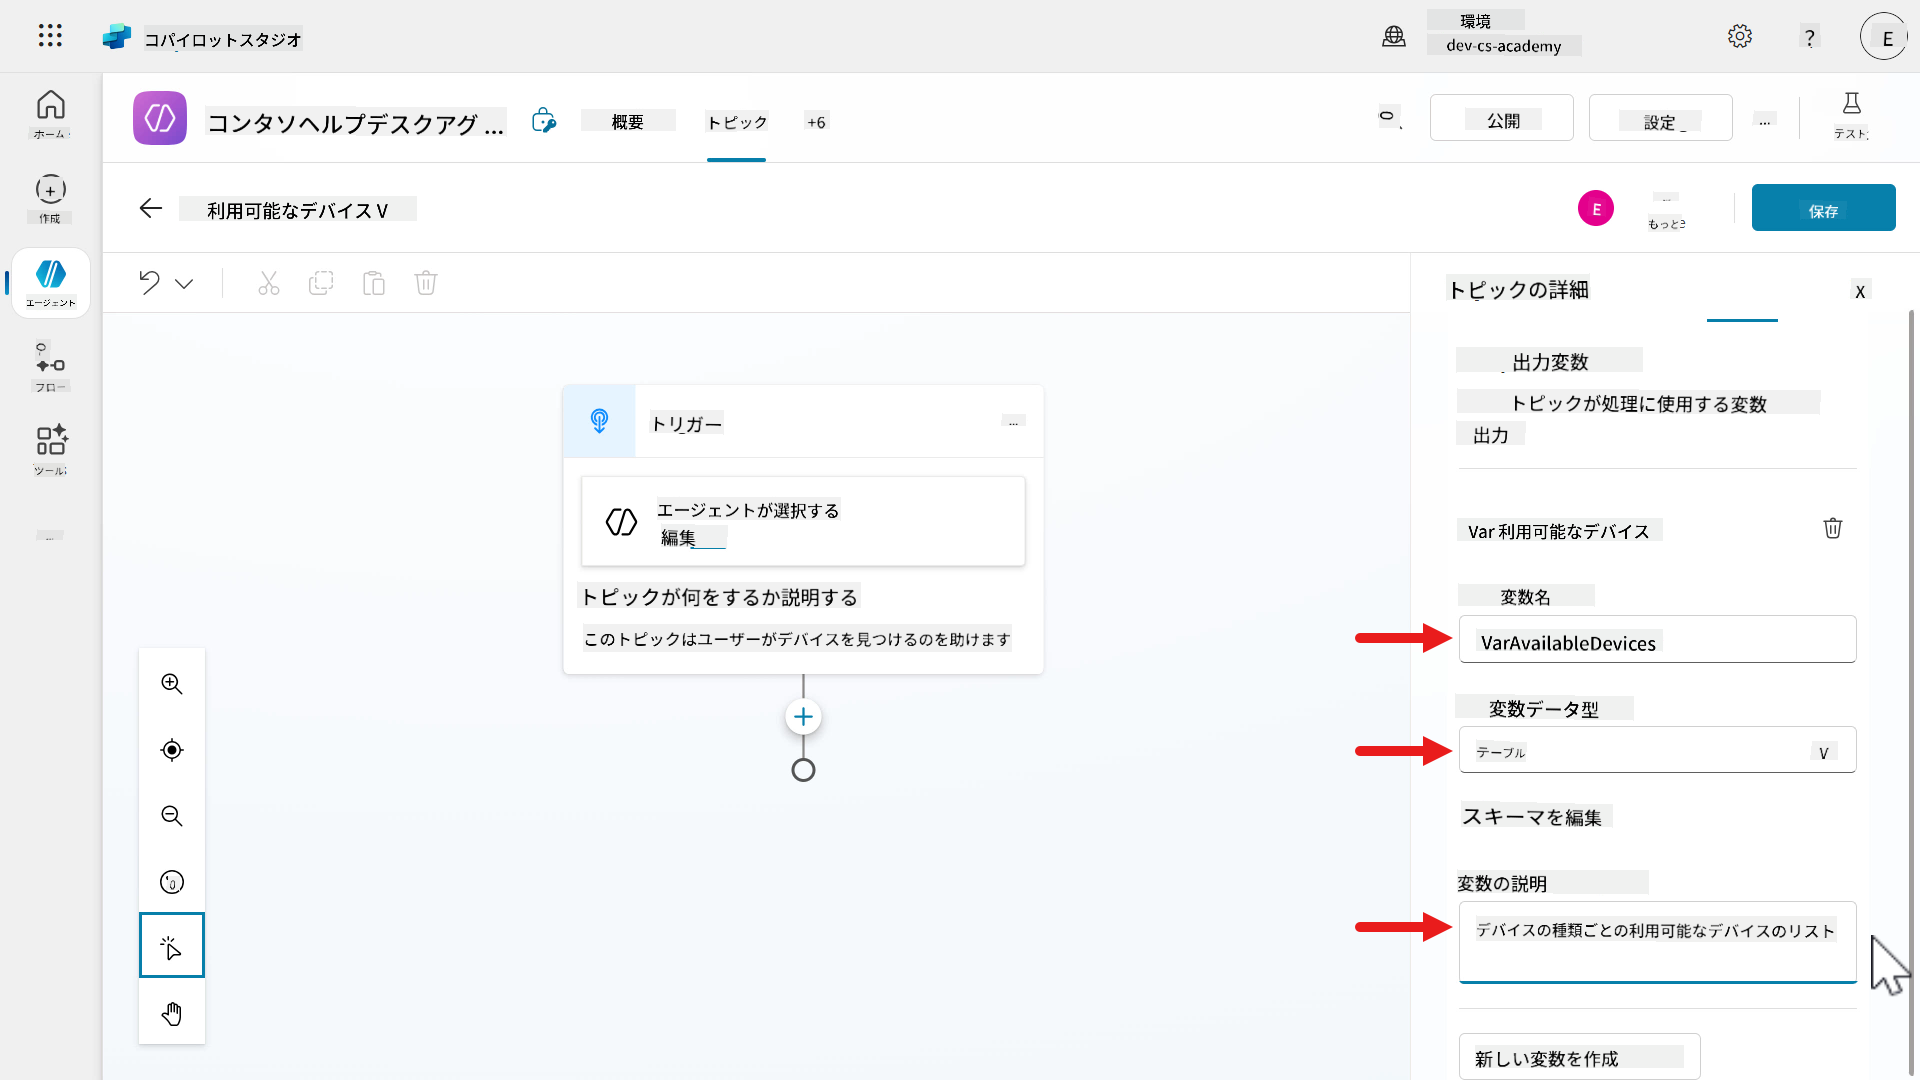 コパイロットスタジオ
環境
dev-cs-academy
?
E
コンタソヘルプデスクアグ ...
概要
トピック
+6
公開
設定
...
テスト
ホーム
作成
エージェント
フロー
ツール
利用可能なデバイス V
E
もっと
保存
トピックの詳細
X
出力変数
トピックが処理に使用する変数
出力
トリガー
...
エージェントが選択する
編集
トピックが何をするか説明する
このトピックはユーザーがデバイスを見つけるのを助けます
Var 利用可能なデバイス
変数名
VarAvailableDevices
変数データ型
テーブル
V
スキーマを編集
変数の説明
デバイスの種類ごとの利用可能なデバイスのリスト
新しい変数を作成